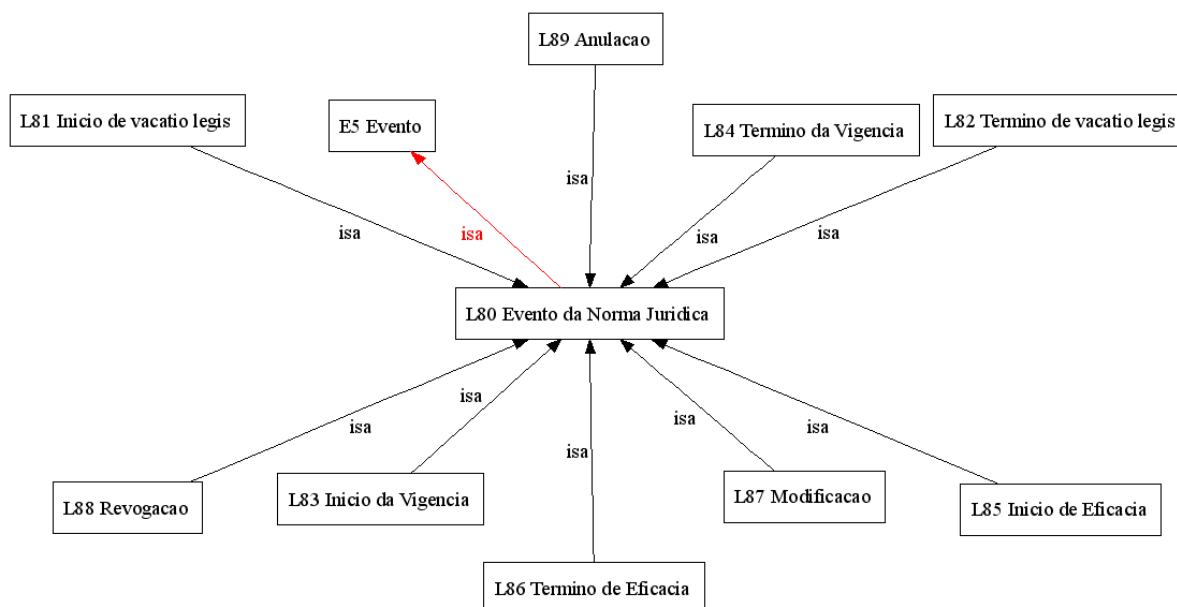 L89 Anulacao
L81 Inicio de vacatio legis
E5 Evento
L84 Termino da Vigencia
L82 Termino de vacatio legis
isa
isa
isa
isa
isa
L80 Evento da Norma Juridica
isa
isa
isa
isa
isa
L88 Revogacao
L83 Inicio da Vigencia
L87 Modificacao
L85 Inicio de Eficacia
L86 Termino de Eficacia